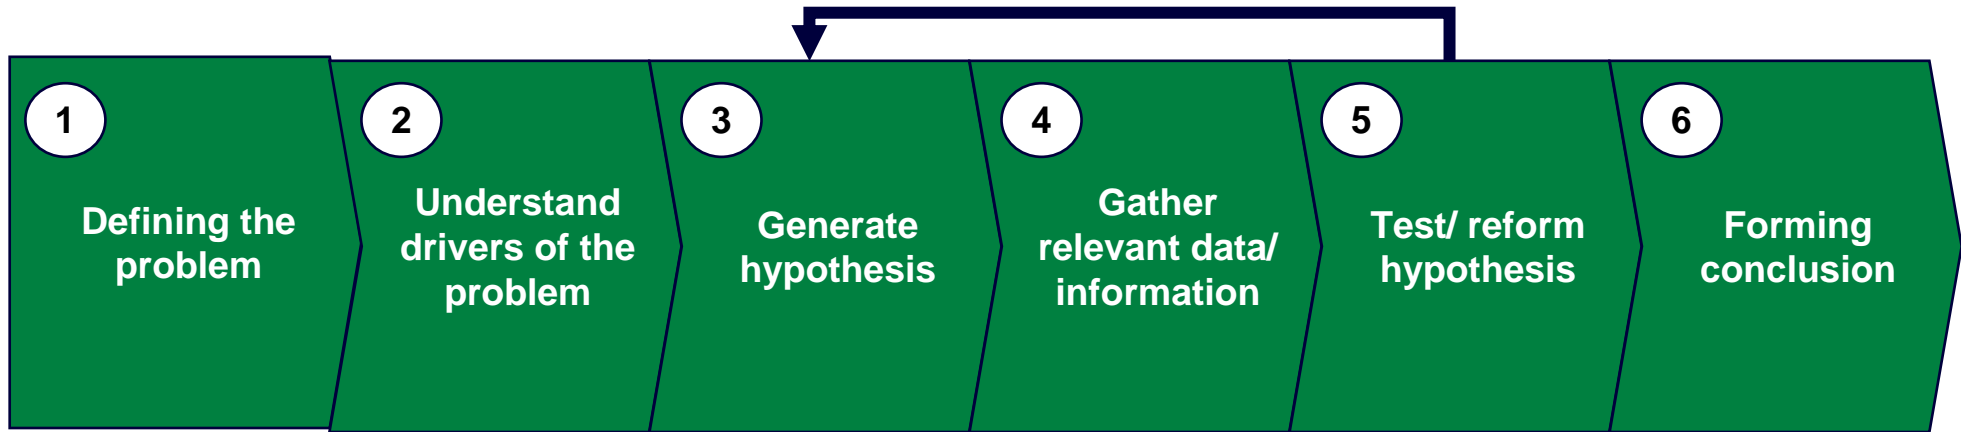 1
Defining the
problem
2
Understand
drivers of the
problem
3
Generate
hypothesis
4
Gather
relevant data/
information
5
Test/ reform
hypothesis
6
Forming
conclusion